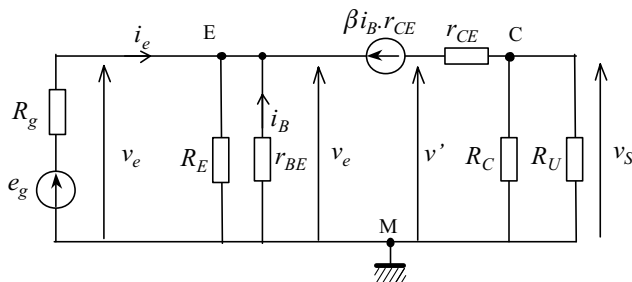 i_e
E
βi_B.r_CE
r_CE
C
R_g
i_B
v_e
R_E
r_BE
v_e
v'
R_C
R_U
v_S
e_g
M